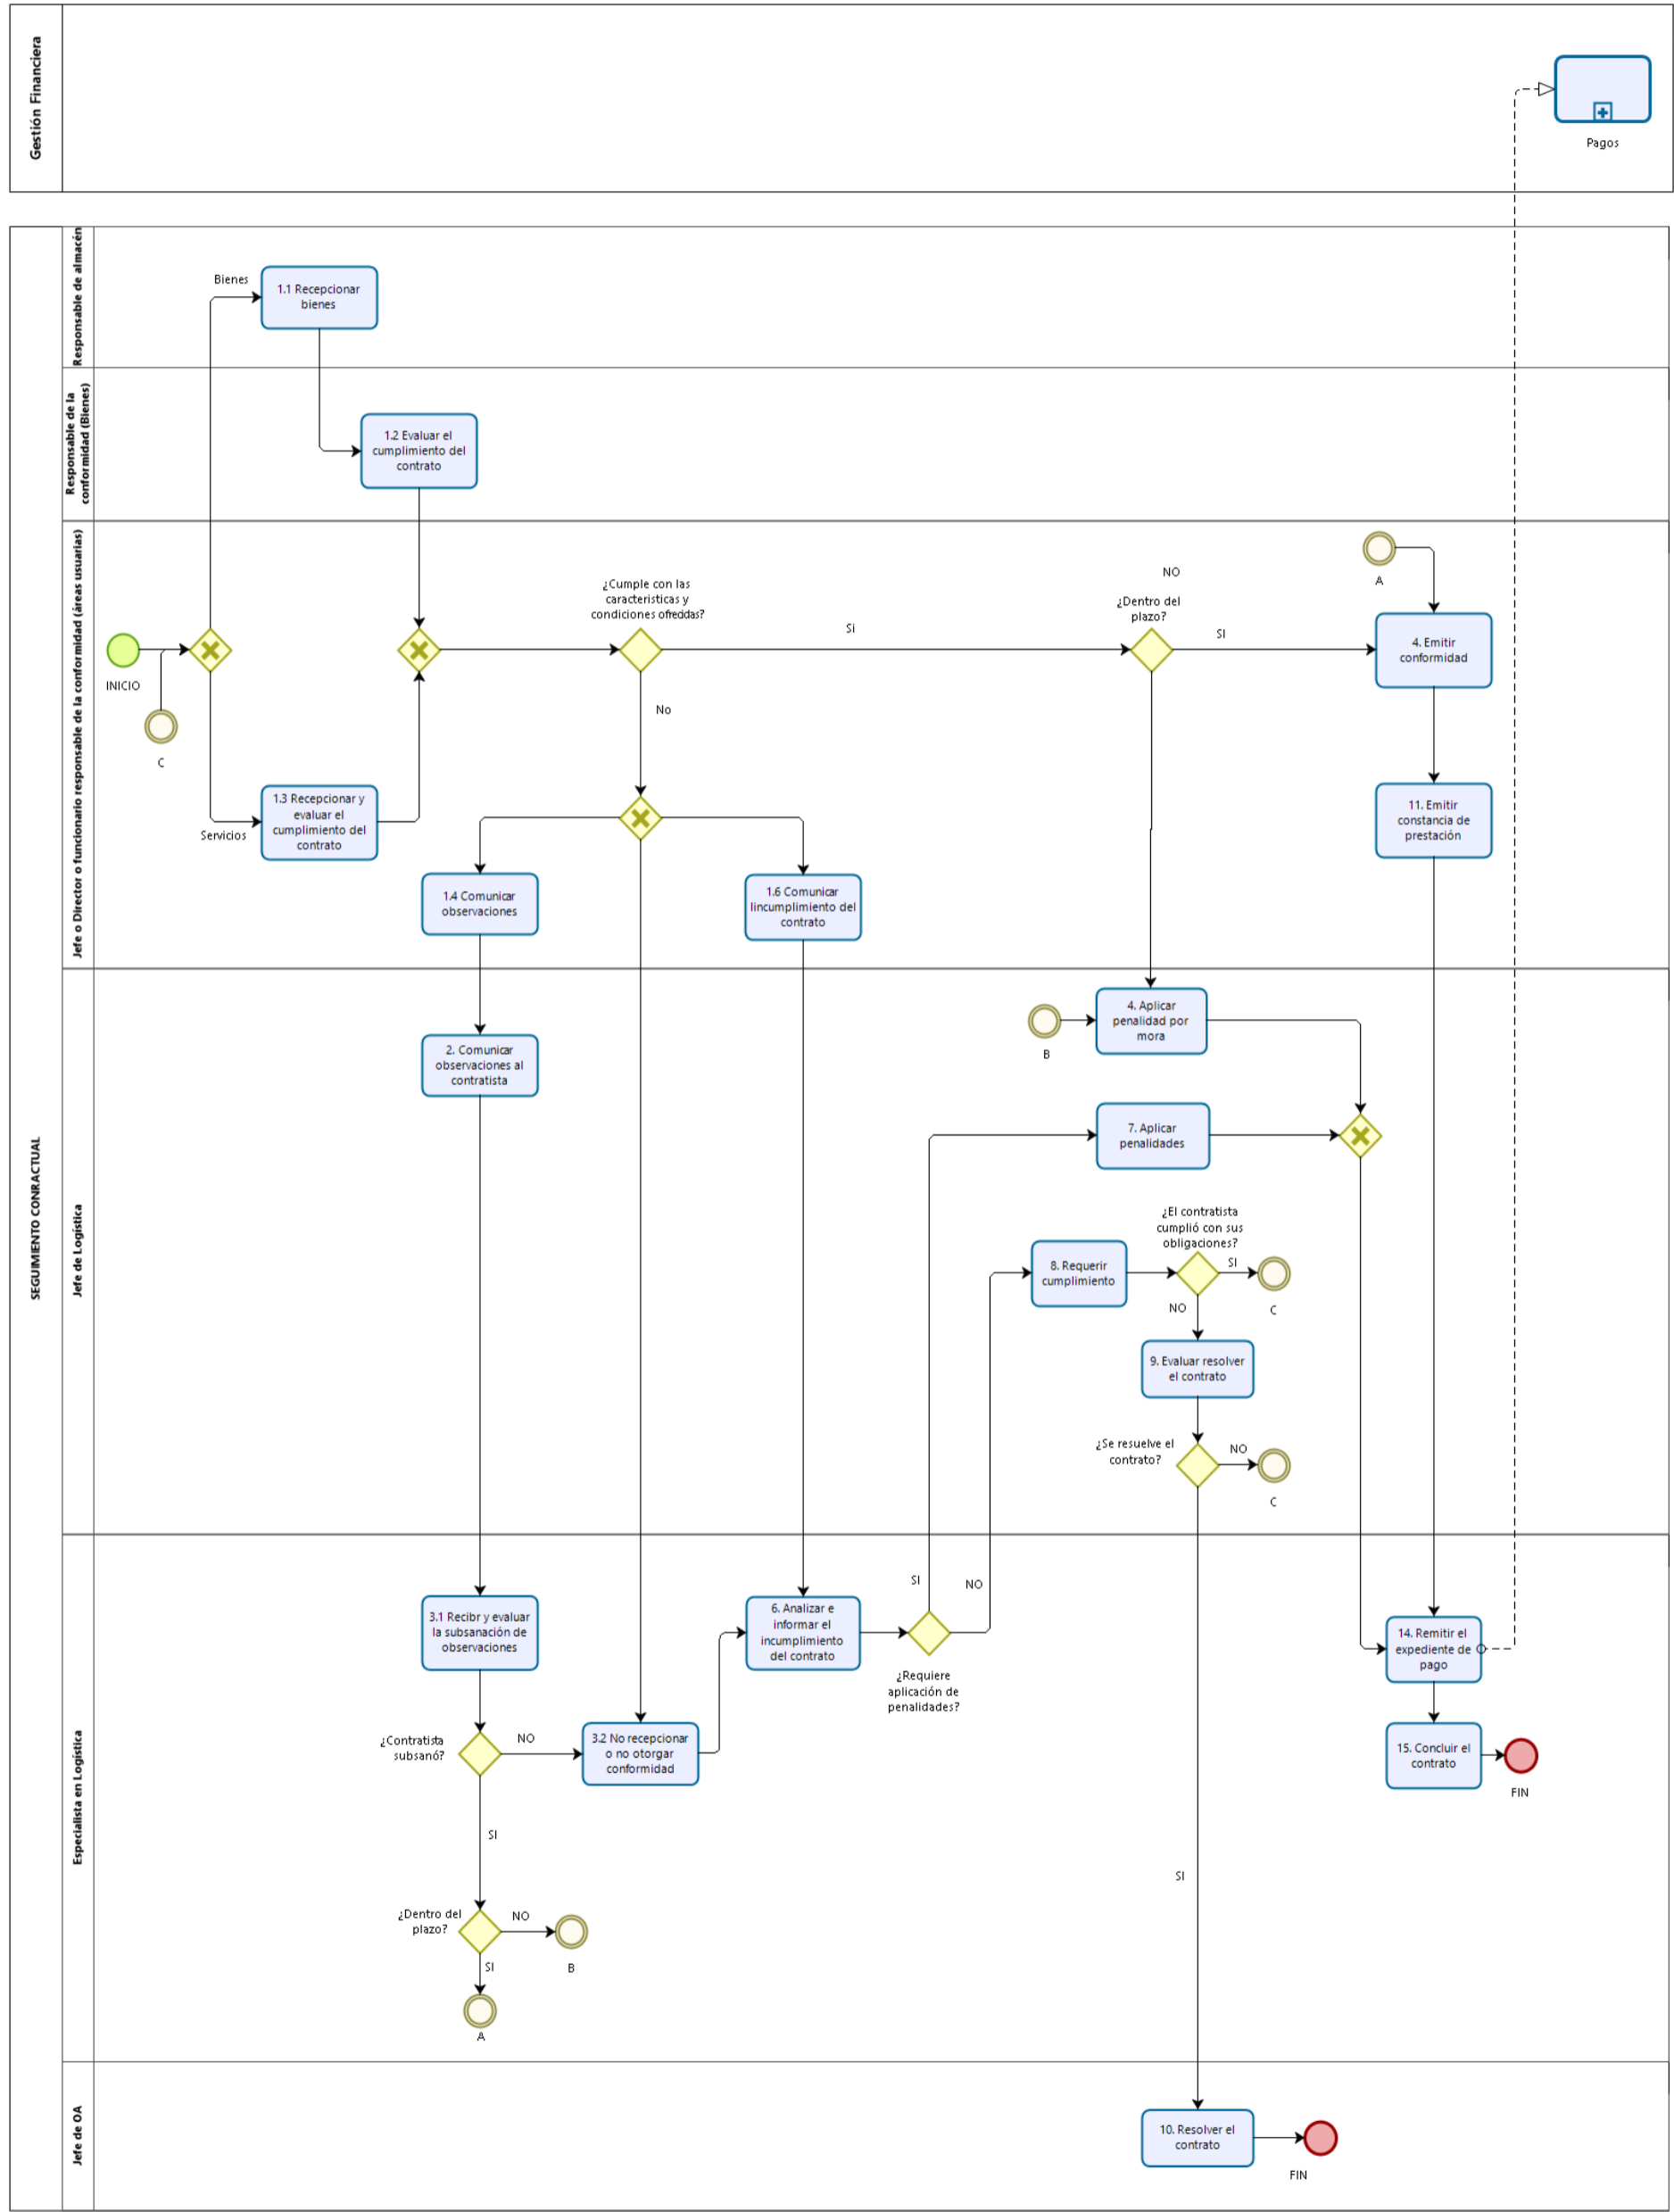 Gestión Financiera
Pagos
SEGUIMIENTO CONRACTUAL
Responsable de almacén
Bienes
1.1 Recepcionar
bienes
Responsable de la
conformidad (Bienes)
1.2 Evaluar el
cumplimiento del
contrato
Jefe o Director o funcionario responsable de la conformidad (áreas usuarias)
INICIO
C
Servicios
1.3 Recepcionar y
evaluar el
cumplimiento del
contrato
¿Cumple con las
caracteristicas y
condiciones ofrecidas?
Si
No
1.4 Comunicar
observaciones
1.6 Comunicar
lincumplimiento del
contrato
NO
¿Dentro del
plazo?
SI
A
4. Emitir
conformidad
11. Emitir
constancia de
prestación
Jefe de Logística
2. Comunicar
observaciones al
contratista
B
4. Aplicar
penalidad por
mora
7. Aplicar
penalidades
8. Requerir
cumplimiento
¿El contratista
cumplió con sus
obligaciones?
SI
C
NO
9. Evaluar resolver
el contrato
¿Se resuelve el
contrato?
NO
C
Especialista en Logística
3.1 Recibr y evaluar
la subsanación de
observaciones
¿Contratista
subsanó?
NO
3.2 No recepcionar
o no otorgar
conformidad
SI
¿Dentro del
plazo?
NO
B
SI
A
6. Analizar e
informar el
incumplimiento
del contrato
SI
NO
¿Requiere
aplicación de
penalidades?
SI
14. Remitir el
expediente de
pago
15. Concluir el
contrato
FIN
Jefe de OA
10. Resolver el
contrato
FIN